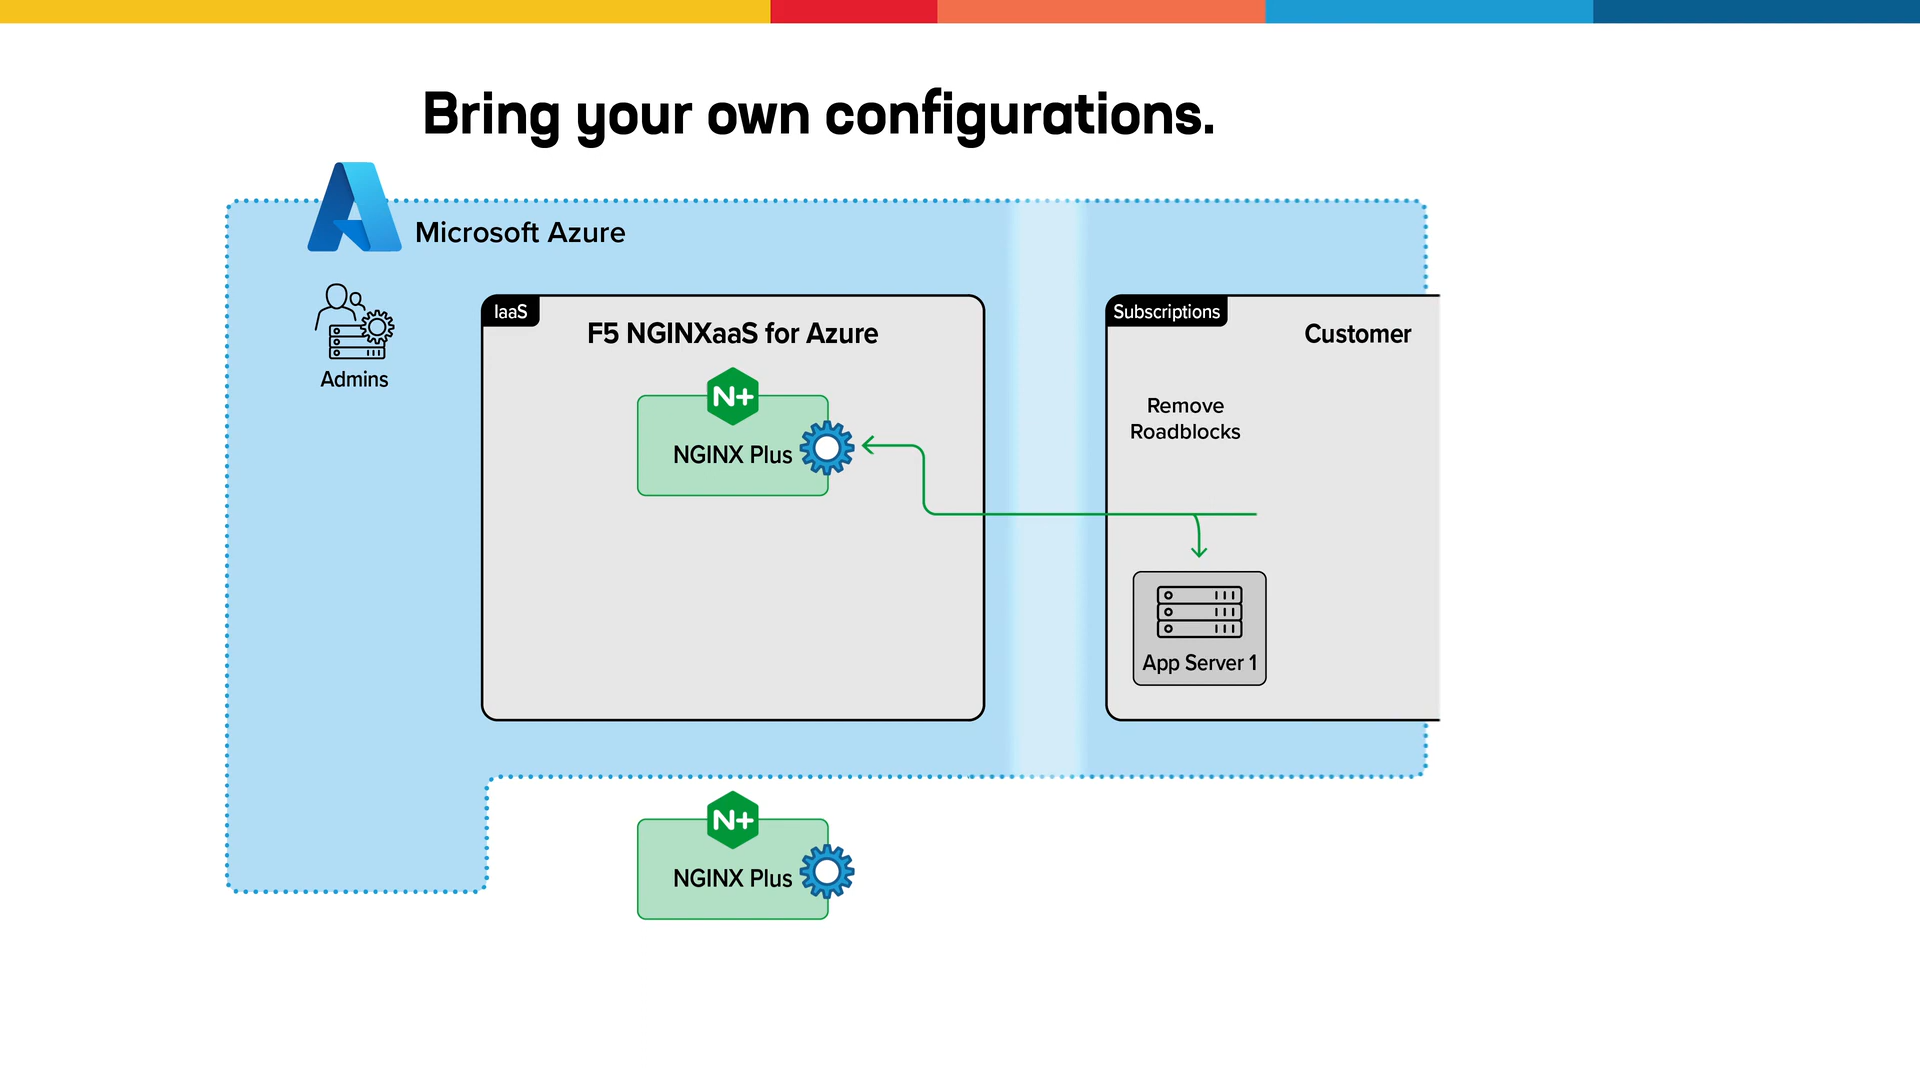 Bring your own configurations.
Microsoft Azure
Admins
IaaS
F5 NGINXaaS for Azure
N+
NGINX Plus
Subscriptions
Customer
Remove
Roadblocks
App Server 1
N+
NGINX Plus